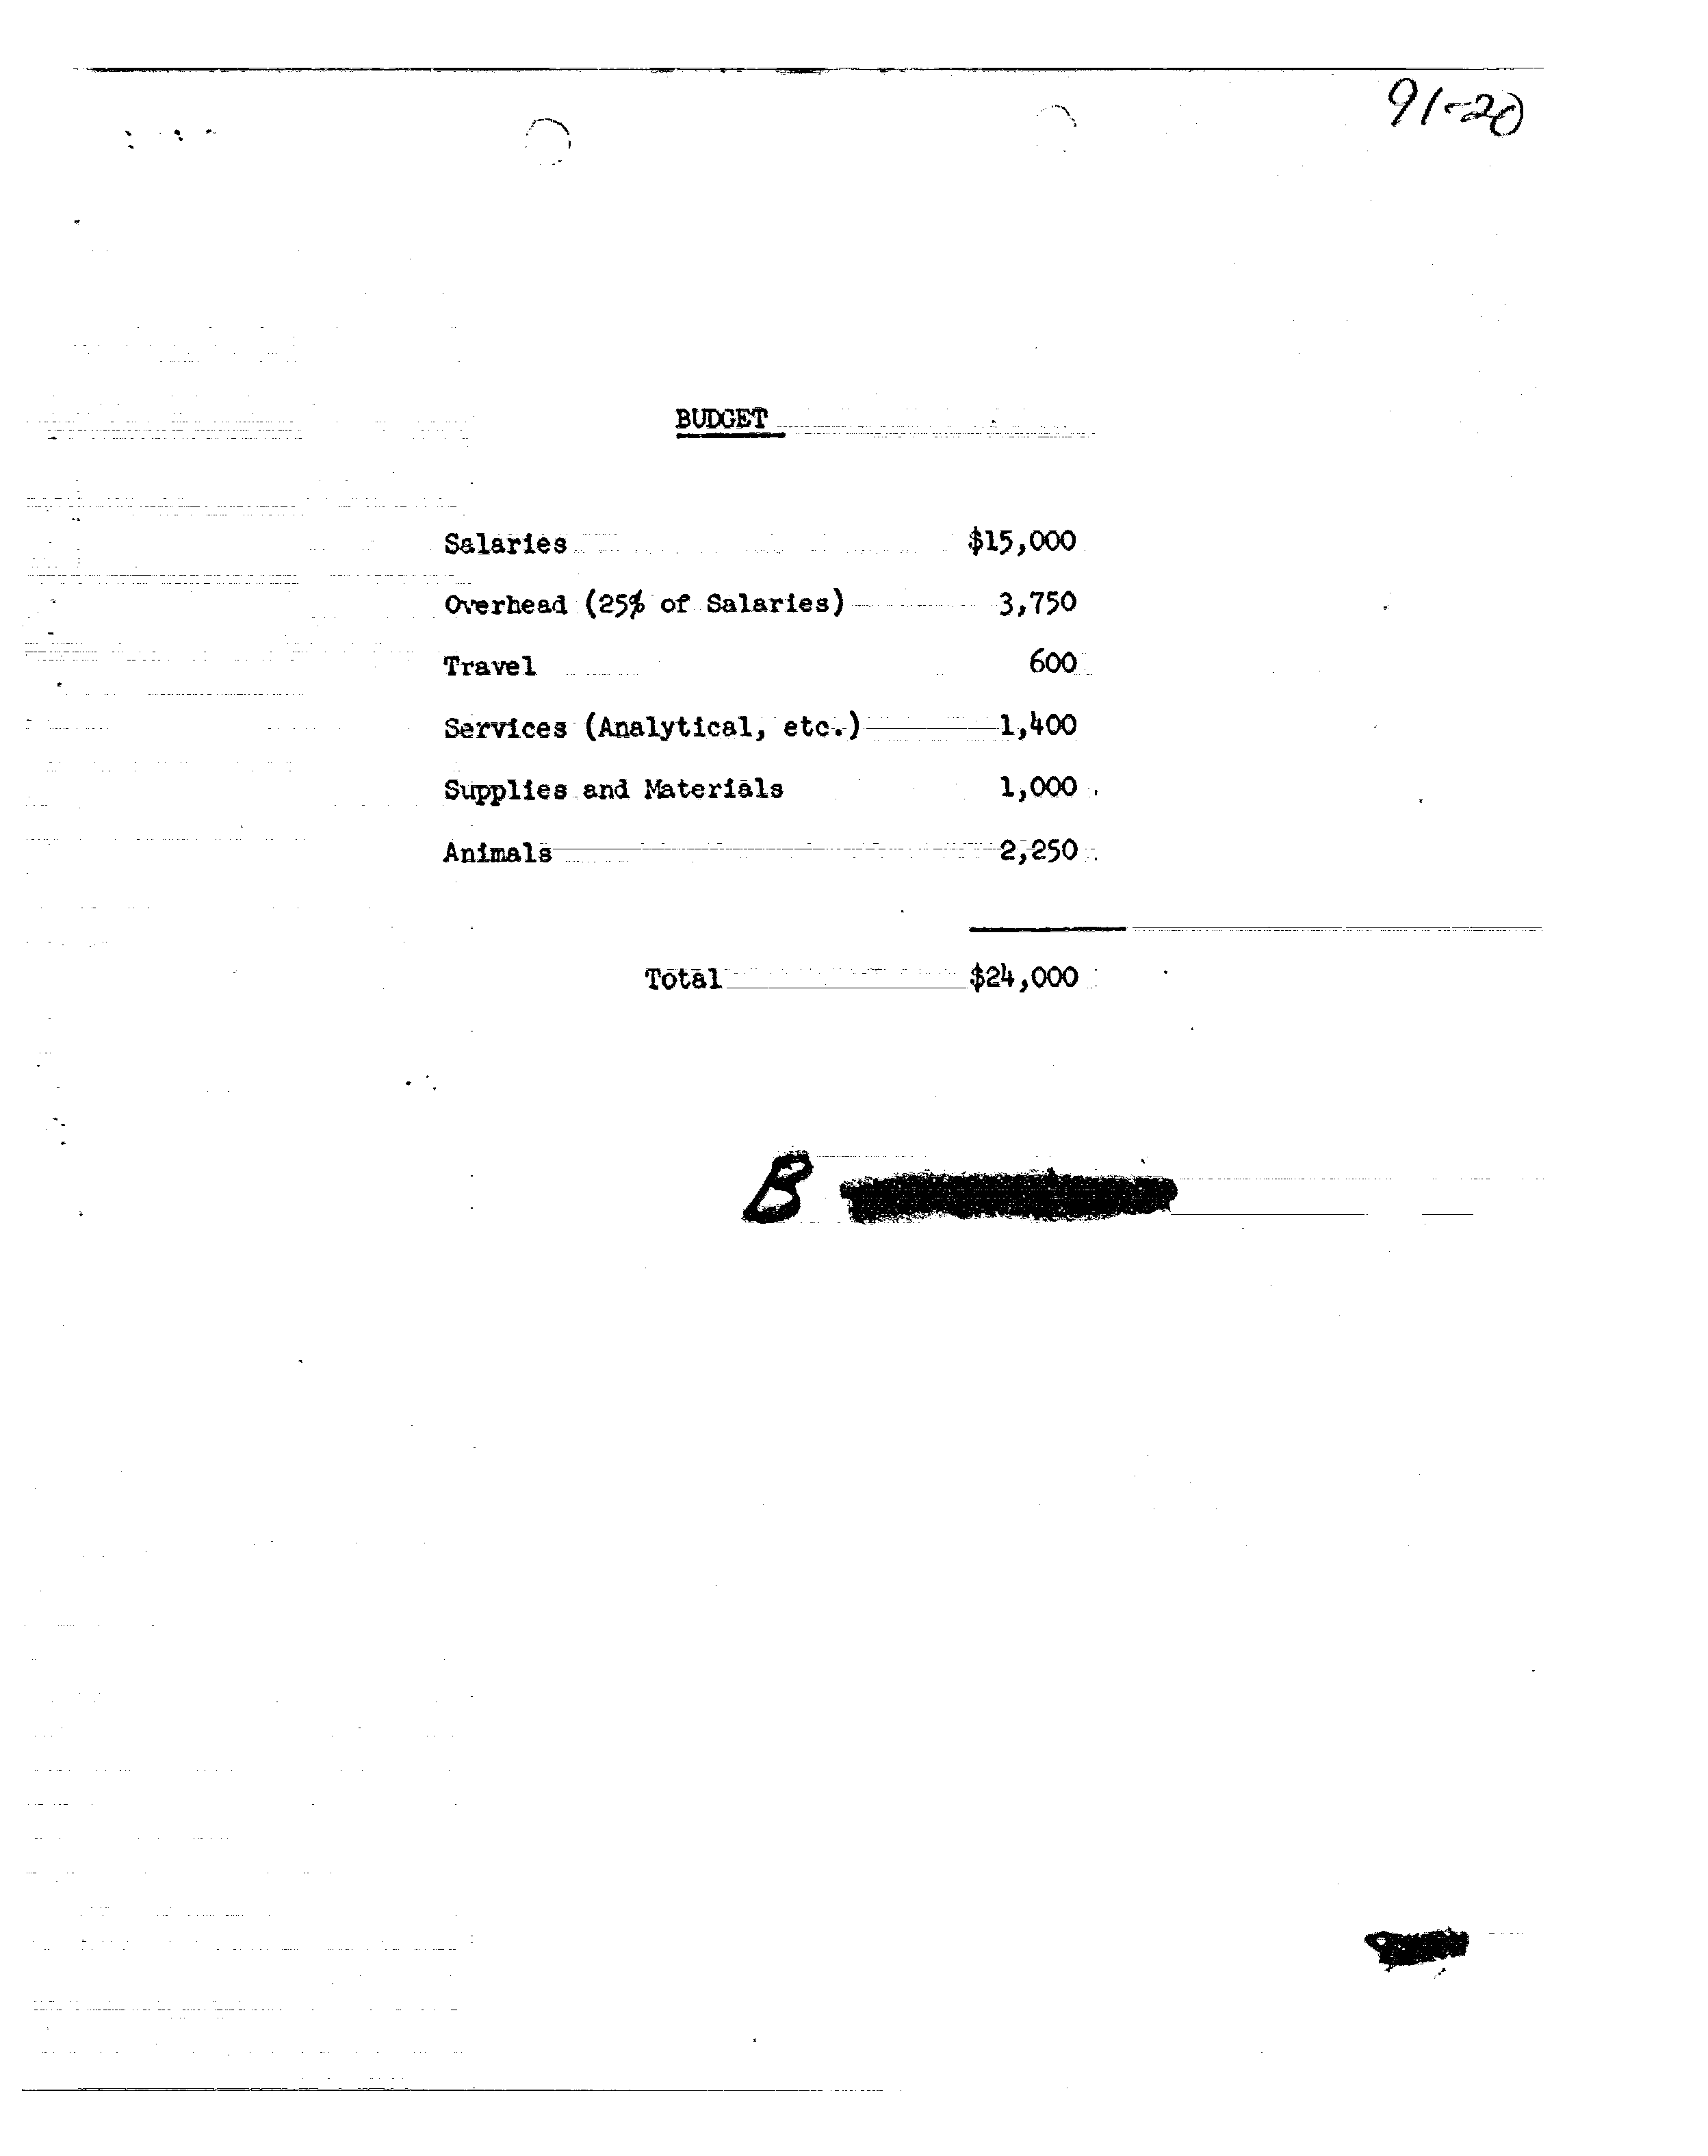 91-20
BUDGET
Salaries $15,000
Overhead (25% of Salaries) 3,750
Travel 600
Services (Analytical, etc.) 1,400
Supplies and Materials 1,000
Animals 2,250
Total $24,000
B